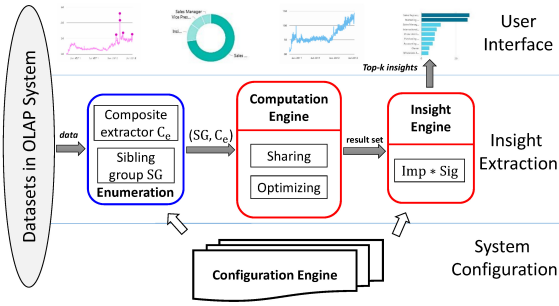 Sales Manager
Vice Pres...
Sales ...
User
Interface
Top-k insights
Datasets in OLAP System
data
Composite
extractor Cₑ
Sibling
group SG
Enumeration
(SG, Cₑ)
Computation
Engine
Sharing
Optimizing
result set
Insight
Engine
Imp * Sig
Insight
Extraction
Configuration Engine
System
Configuration